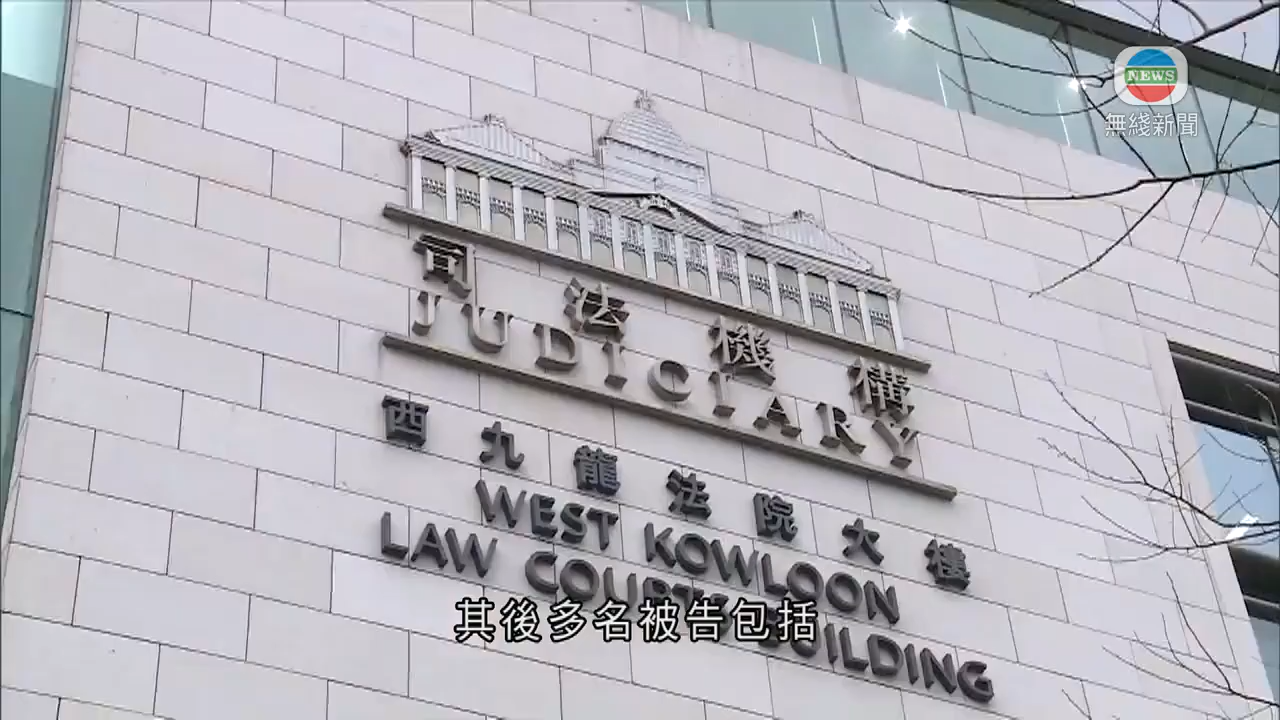 NEWS
無綫新聞
司法機構
JUDICIARY
西九龍法院大樓
WEST KOWLOON
LAW COURTS BUILDING
其後多名被告包括